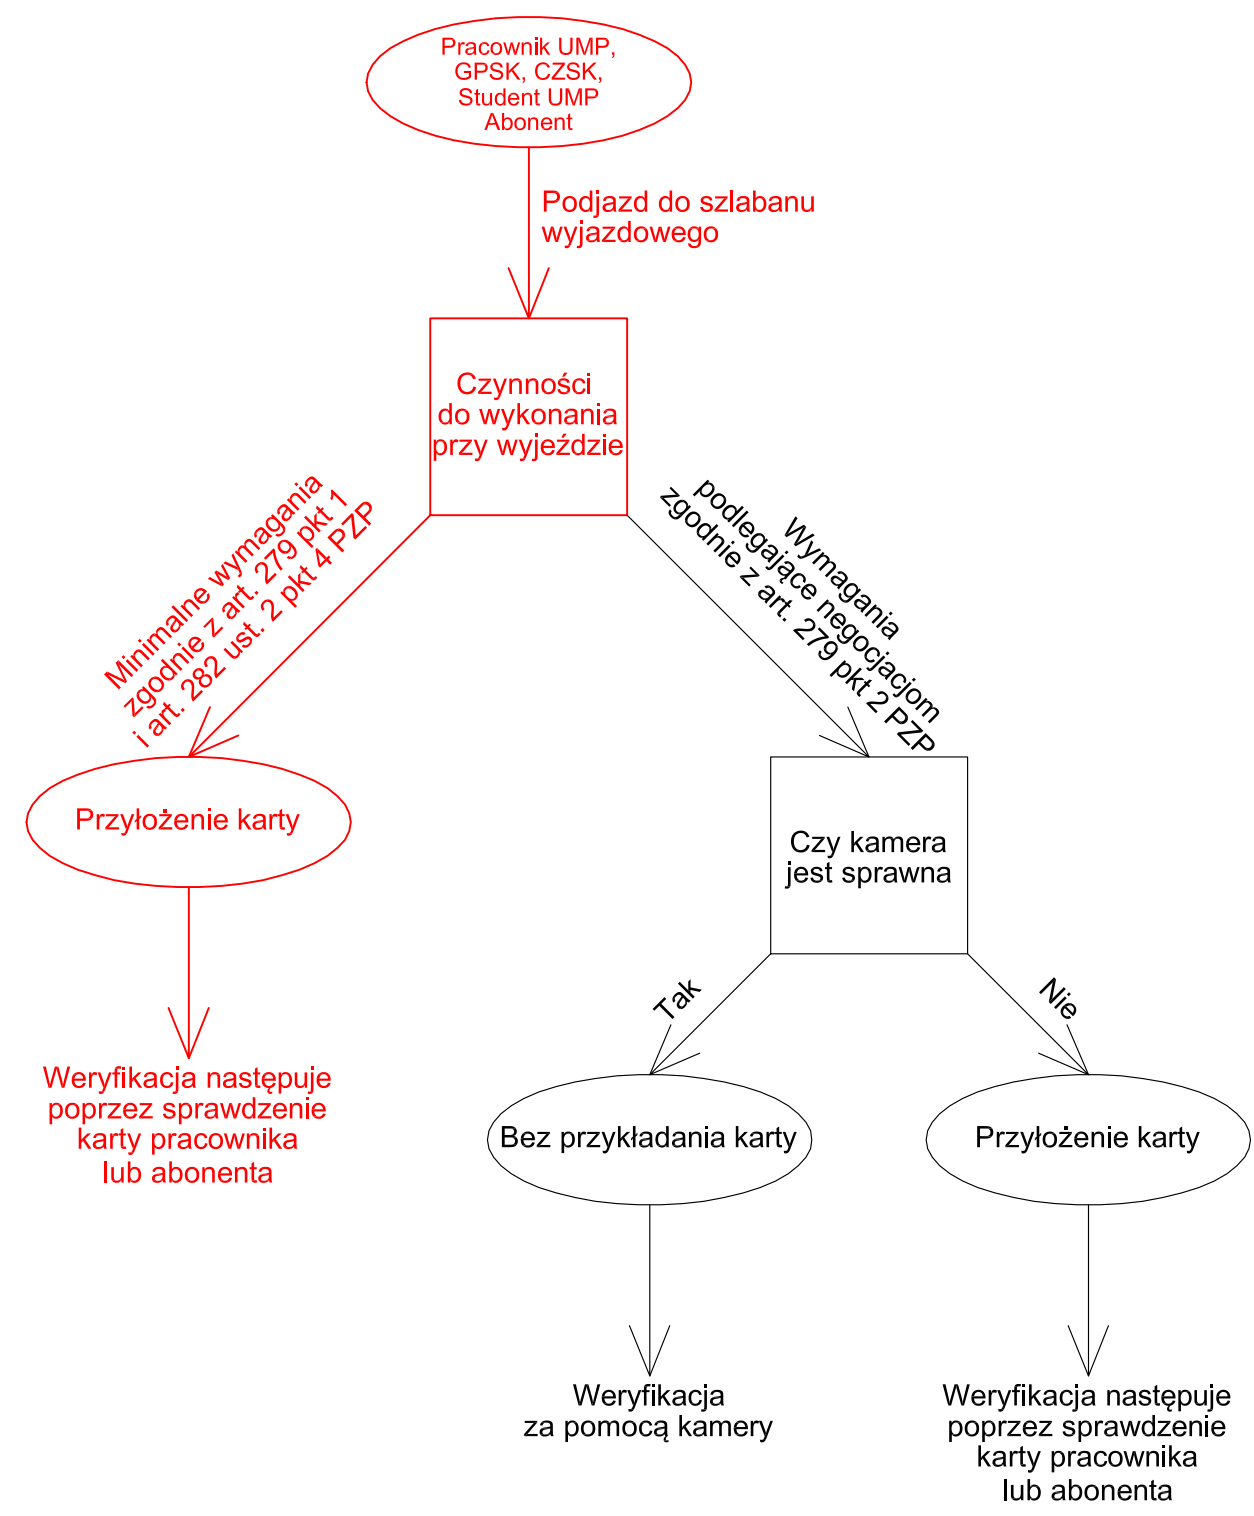 Pracownik UMP,
GPSK, CZSK,
Student UMP
Abonent
Podjazd do szlabanu
wyjazdowego
Czynności
do wykonania
przy wyjeździe
Minimalne wymagania
zgodnie z art. 279 pkt 1
i art. 282 ust. 2 pkt 4 PZP
Wymagania
podlegające negocjacjom
zgodnie z art. 279 pkt 2 PZP
Przyłożenie karty
Czy kamera
jest sprawna
Tak
Nie
Weryfikacja następuje
poprzez sprawdzenie
karty pracownika
lub abonenta
Bez przykładania karty
Przyłożenie karty
Weryfikacja
za pomocą kamery
Weryfikacja następuje
poprzez sprawdzenie
karty pracownika
lub abonenta